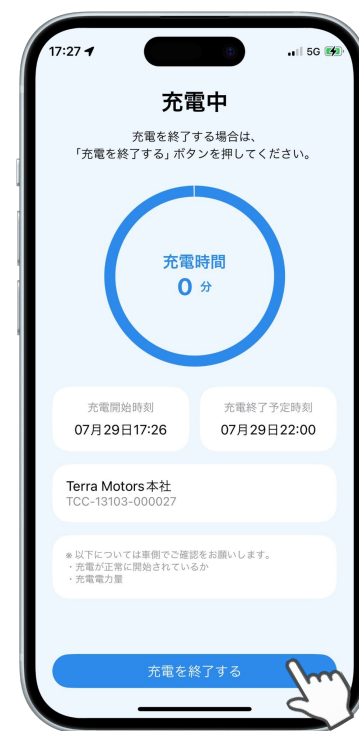 17:27
5G
充電中
充電を終了する場合は、
「充電を終了する」ボタンを押してください。
充電時間
0 分
充電開始時刻
07月29日17:26
充電終了予定時刻
07月29日22:00
Terra Motors本社
TCC-13103-000027
※以下については車側でご確認をお願いします。
・充電が正常に開始されているか
・充電電力量
充電を終了する